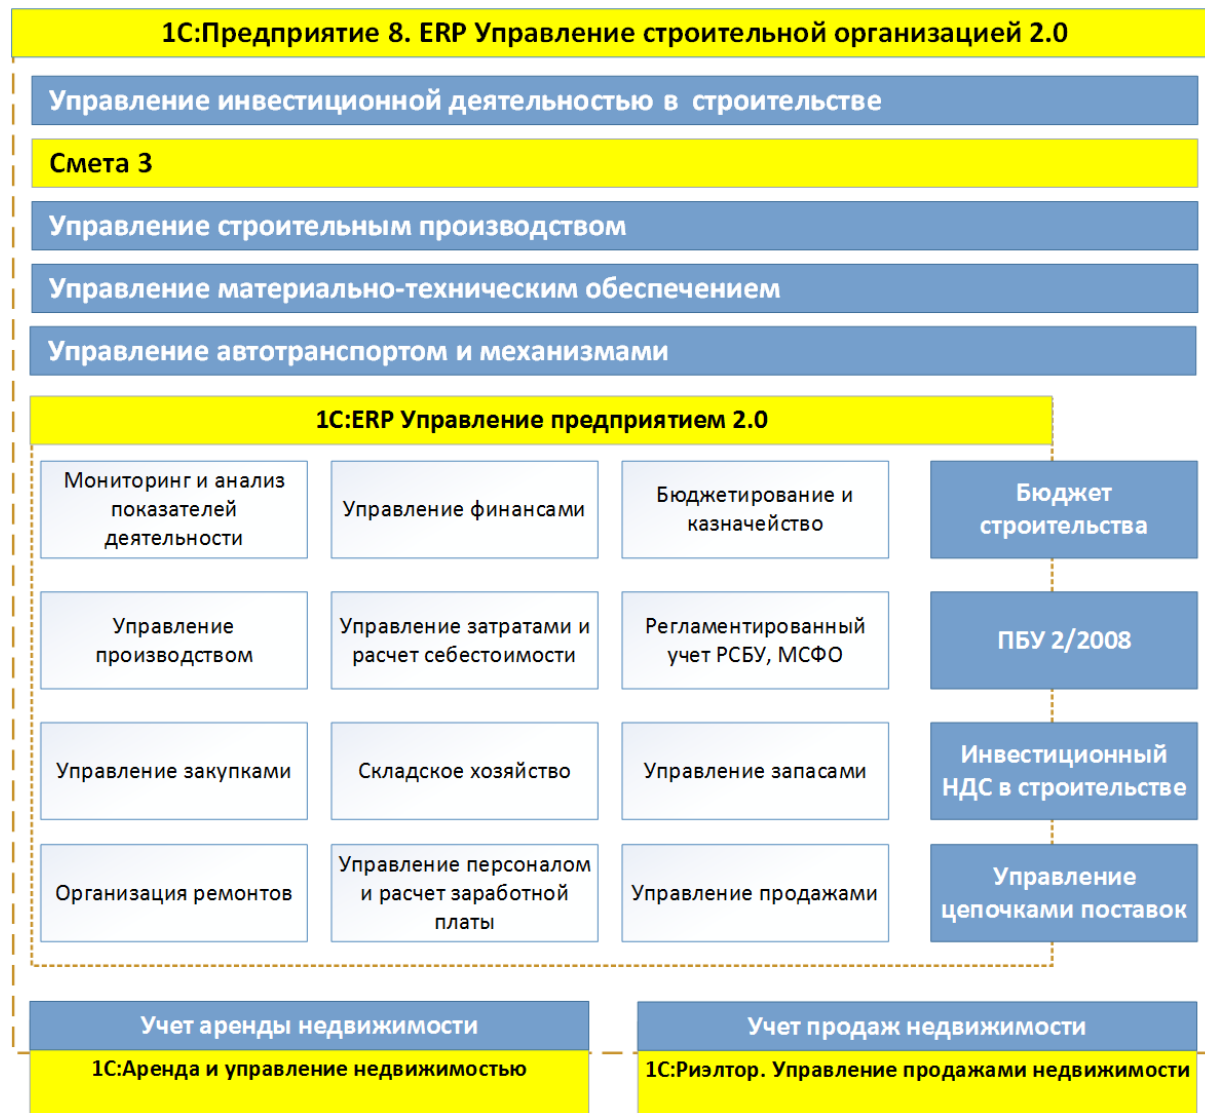 1С:Предприятие 8. ERP Управление строительной организацией 2.0
Управление инвестиционной деятельностью в строительстве
Смета 3
Управление строительным производством
Управление материально-техническим обеспечением
Управление автотранспортом и механизмами
1С:ERP Управление предприятием 2.0
Мониторинг и анализ
показателей
деятельности
Управление финансами
Бюджетирование и
казначейство
Бюджет
строительства
Управление
производством
Управление затратами и
расчет себестоимости
Регламентированный
учет РСБУ, МСФО
ПБУ 2/2008
Управление закупками
Складское хозяйство
Управление запасами
Инвестиционный
НДС в строительстве
Организация ремонтов
Управление персоналом
и расчет заработной
платы
Управление продажами
Управление
цепочками поставок
Учет аренды недвижимости
1С:Аренда и управление недвижимостью
Учет продаж недвижимости
1С:Риэлтор. Управление продажами недвижимости